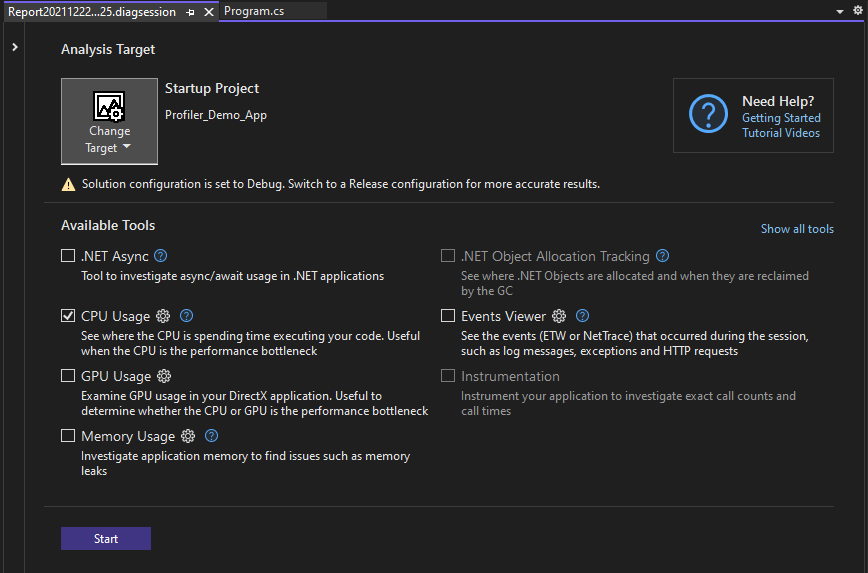 Report20211222...25.diagsession
Program.cs
Analysis Target
Change
Target
Startup Project
Profiler_Demo_App
Need Help?
Getting Started
Tutorial Videos
Solution configuration is set to Debug. Switch to a Release configuration for more accurate results.
Available Tools
Show all tools
.NET Async
Tool to investigate async/await usage in .NET applications
.NET Object Allocation Tracking
See where .NET Objects are allocated and when they are reclaimed
by the GC
CPU Usage
See where the CPU is spending time executing your code. Useful
when the CPU is the performance bottleneck
Events Viewer
See the events (ETW or NetTrace) that occurred during the session,
such as log messages, exceptions and HTTP requests
GPU Usage
Examine GPU usage in your DirectX application. Useful to
determine whether the CPU or GPU is the performance bottleneck
Instrumentation
Instrument your application to investigate exact call counts and
call times
Memory Usage
Investigate application memory to find issues such as memory
leaks
Start